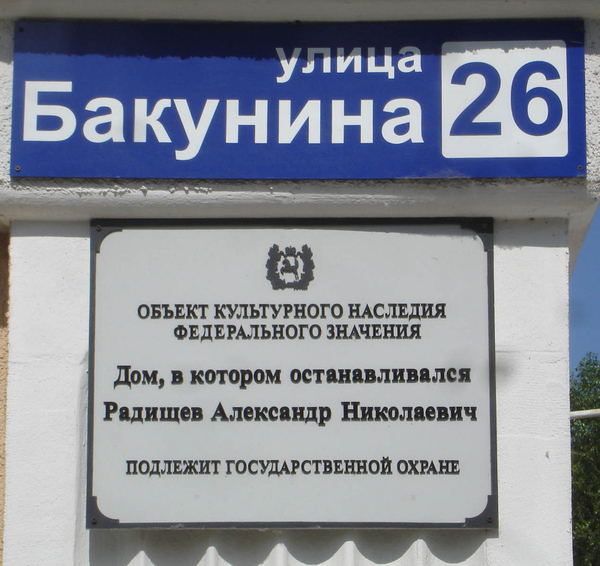 улица
Бакунина 26
ОБЪЕКТ КУЛЬТУРНОГО НАСЛЕДИЯ
ФЕДЕРАЛЬНОГО ЗНАЧЕНИЯ
Дом, в котором останавливался
Радищев Александр Николаевич
ПОДЛЕЖИТ ГОСУДАРСТВЕННОЙ ОХРАНЕ